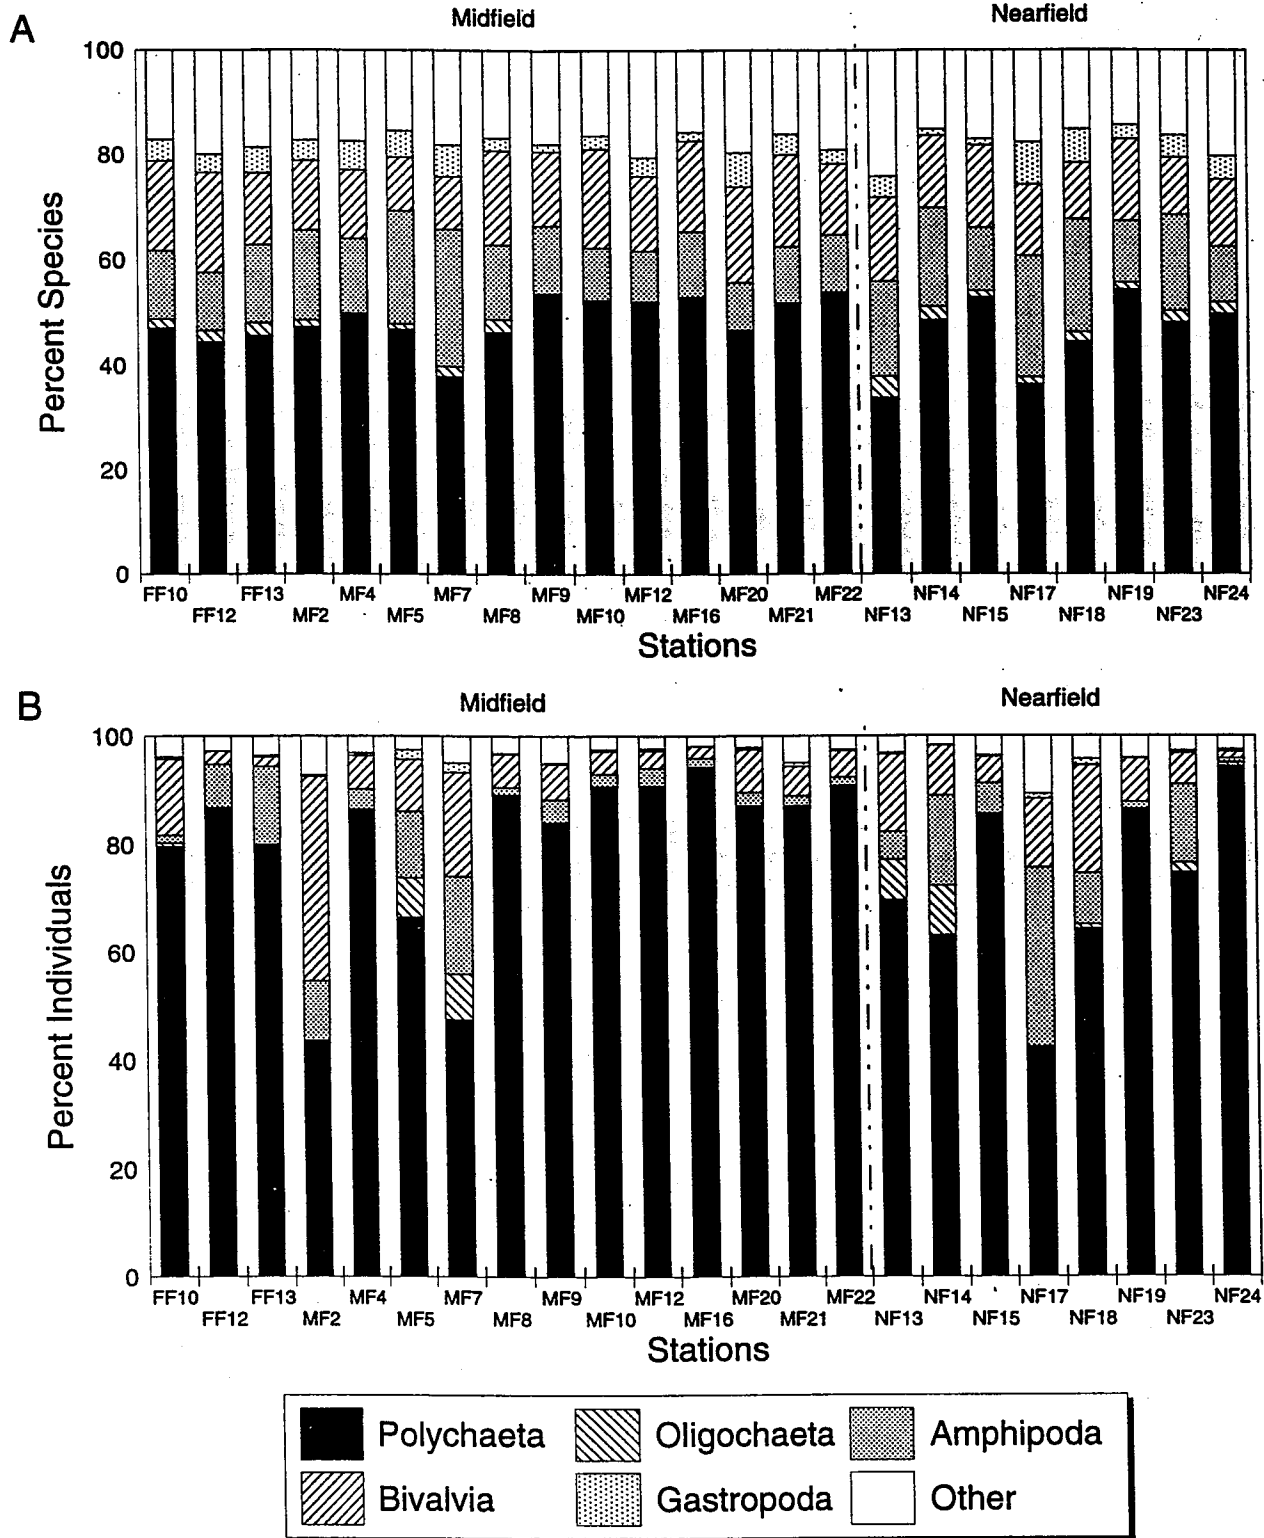 A
Midfield
Nearfield
Percent Species
100
80
60
40
20
0
FF10 FF13 MF4 MF7 MF9 MF12 MF20 MF22 NF14 NF17 NF19 NF24
FF12 MF2 MF5 MF8 MF10 MF16 MF21 NF13 NF15 NF18 NF23
Stations
B
Midfield
Nearfield
Percent Individuals
100
80
60
40
20
0
FF10 FF13 MF4 MF7 MF9 MF12 MF20 MF22 NF14 NF17 NF19 NF24
FF12 MF2 MF5 MF8 MF10 MF16 MF21 NF13 NF15 NF18 NF23
Stations
Polychaeta Oligochaeta Amphipoda
Bivalvia Gastropoda Other